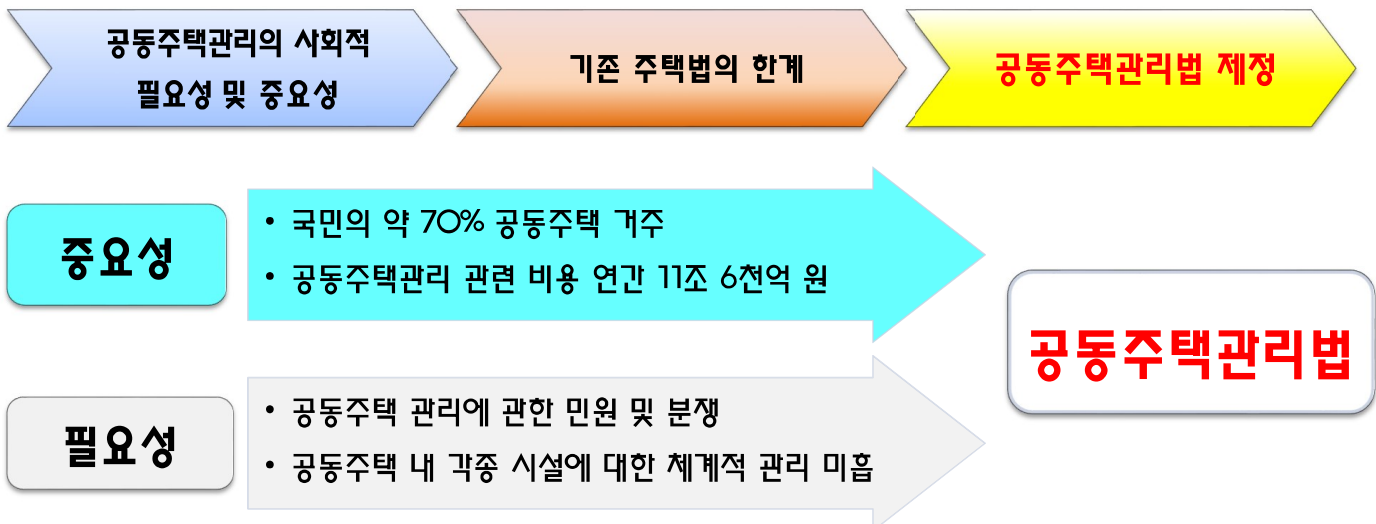 공동주택관리의 사회적
필요성 및 중요성
기존 주택법의 한계
공동주택관리법 제정
중요성
• 국민의 약 70% 공동주택 거주
• 공동주택관리 관련 비용 연간 11조 6천억 원
공동주택관리법
필요성
• 공동주택 관리에 관한 민원 및 분쟁
• 공동주택 내 각종 시설에 대한 체계적 관리 미흡